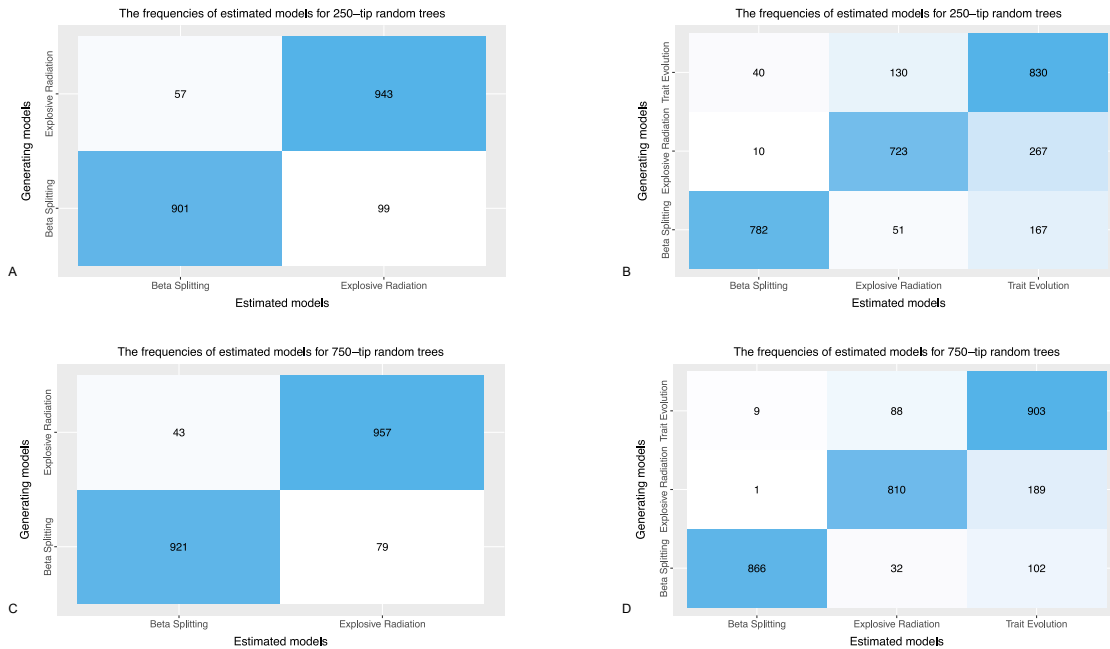 The frequencies of estimated models for 250−tip random trees
Generating models
Explosive Radiation
Beta Splitting
57
943
901
99
A
Beta Splitting
Explosive Radiation
Estimated models
The frequencies of estimated models for 250−tip random trees
Generating models
Trait Evolution
Explosive Radiation
Beta Splitting
40
130
830
10
723
267
782
51
167
B
Beta Splitting
Explosive Radiation
Trait Evolution
Estimated models
The frequencies of estimated models for 750−tip random trees
Generating models
Explosive Radiation
Beta Splitting
43
957
921
79
C
Beta Splitting
Explosive Radiation
Estimated models
The frequencies of estimated models for 750−tip random trees
Generating models
Trait Evolution
Explosive Radiation
Beta Splitting
9
88
903
1
810
189
866
32
102
D
Beta Splitting
Explosive Radiation
Trait Evolution
Estimated models